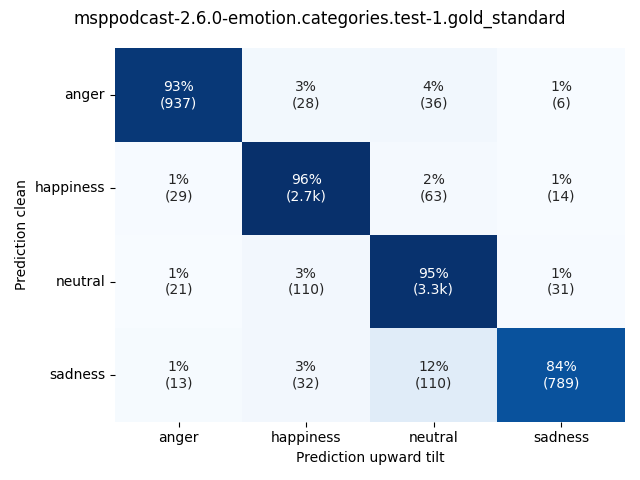 msppodcast-2.6.0-emotion.categories.test-1.gold_standard
anger
93%
(937)
3%
(28)
4%
(36)
1%
(6)
happiness
1%
(29)
96%
(2.7k)
2%
(63)
1%
(14)
neutral
1%
(21)
3%
(110)
95%
(3.3k)
1%
(31)
sadness
1%
(13)
3%
(32)
12%
(110)
84%
(789)
Prediction clean
anger
happiness
neutral
sadness
Prediction upward tilt